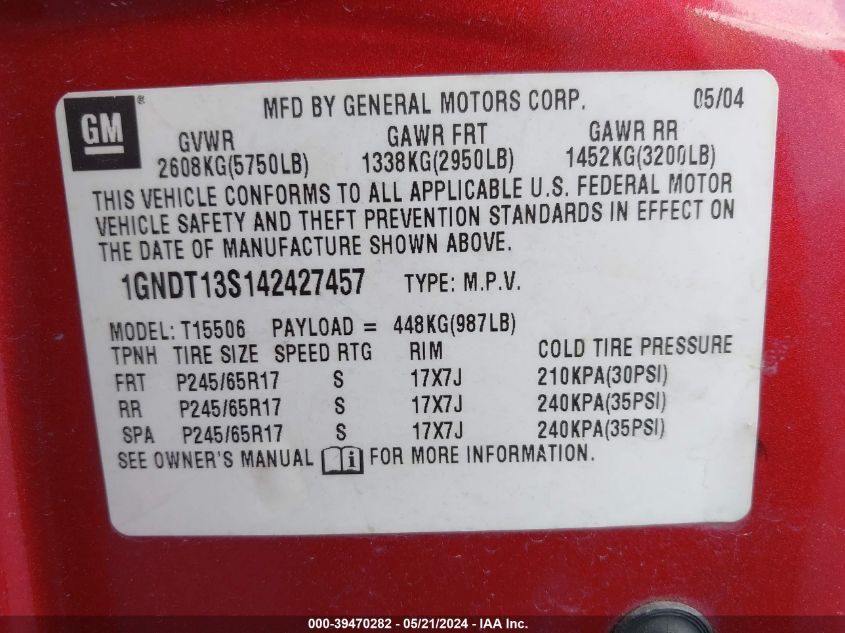 GM ® MFD BY GENERAL MOTORS CORP. 05/04
GVWR GAWR FRT GAWR RR
2608KG(5750LB) 1338KG(2950LB) 1452KG(3200LB)
THIS VEHICLE CONFORMS TO ALL APPLICABLE U.S. FEDERAL MOTOR
VEHICLE SAFETY AND THEFT PREVENTION STANDARDS IN EFFECT ON
THE DATE OF MANUFACTURE SHOWN ABOVE.
1GNDT13S142427457 TYPE: M.P.V.
MODEL: T15506 PAYLOAD = 448KG(987LB)
TPNH TIRE SIZE SPEED RTG RIM COLD TIRE PRESSURE
FRT P245/65R17 S 17X7J 210KPA(30PSI)
RR P245/65R17 S 17X7J 240KPA(35PSI)
SPA P245/65R17 S 17X7J 240KPA(35PSI)
SEE OWNER'S MANUAL i FOR MORE INFORMATION.
000-39470282 - 05/21/2024 - IAA Inc.